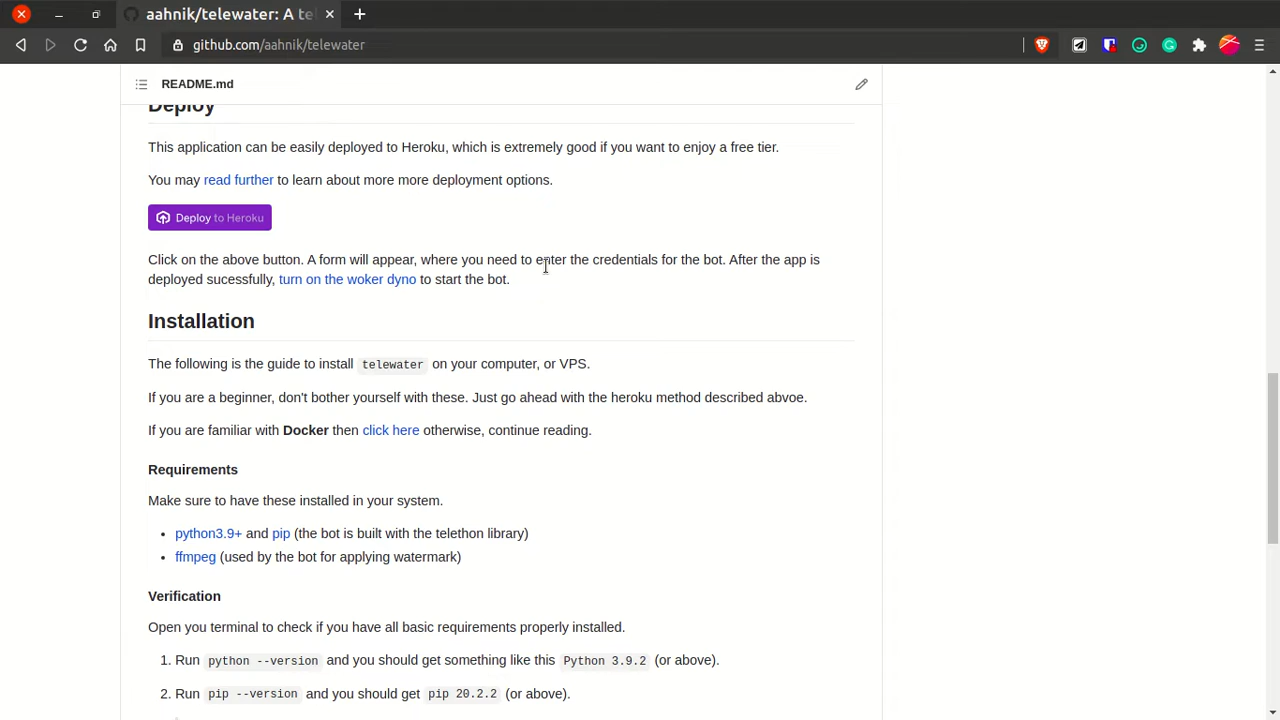 aahnik/telewater: A te
github.com/aahnik/telewater
README.md
Deploy
This application can be easily deployed to Heroku, which is extremely good if you want to enjoy a free tier.
You may read further to learn about more more deployment options.
Deploy to Heroku
Click on the above button. A form will appear, where you need to enter the credentials for the bot. After the app is
deployed sucessfully, turn on the woker dyno to start the bot.
Installation
The following is the guide to install telewater on your computer, or VPS.
If you are a beginner, don't bother yourself with these. Just go ahead with the heroku method described abvoe.
If you are familiar with Docker then click here otherwise, continue reading.
Requirements
Make sure to have these installed in your system.
• python3.9+ and pip (the bot is built with the telethon library)
• ffmpeg (used by the bot for applying watermark)
Verification
Open you terminal to check if you have all basic requirements properly installed.
1. Run python --version and you should get something like this Python 3.9.2 (or above).
2. Run pip --version and you should get pip 20.2.2 (or above).